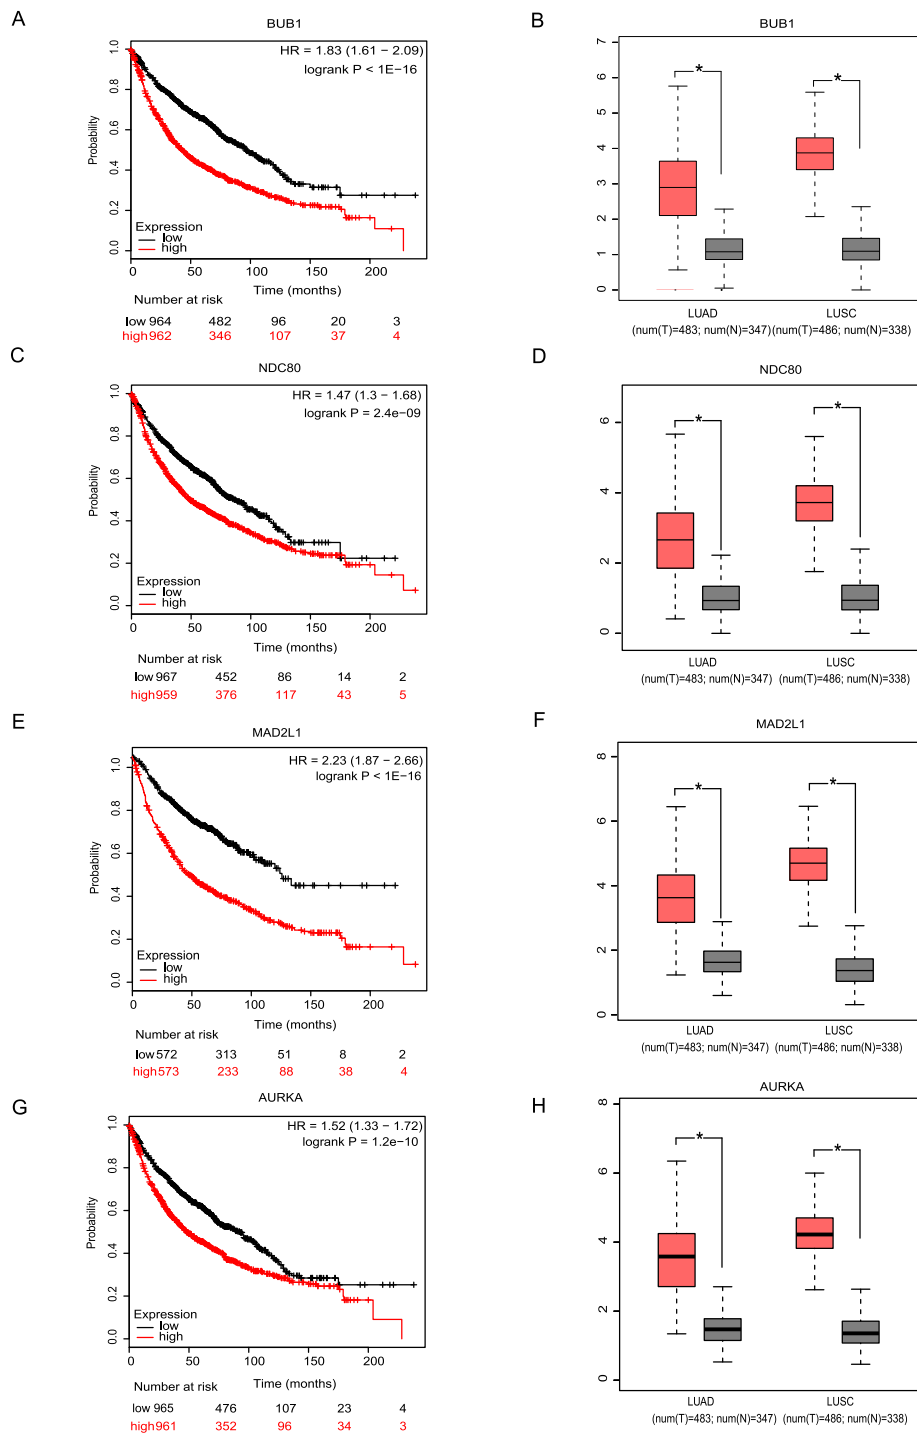 A
BUB1
HR = 1.83 (1.61 − 2.09)
logrank P < 1E−16
Probability
1.0
0.8
0.6
0.4
0.2
0.0
Expression
low
high
0 50 100 150 200
Time (months)
Number at risk
low 964 482 96 20 3
high962 346 107 37 4
B
BUB1
7
6
5
4
3
2
1
0
*
*
LUAD LUSC
(num(T)=483; num(N)=347)(num(T)=486; num(N)=338)
C
NDC80
HR = 1.47 (1.3 − 1.68)
logrank P = 2.4e−09
Probability
1.0
0.8
0.6
0.4
0.2
0.0
Expression
low
high
0 50 100 150 200
Time (months)
Number at risk
low 967 452 86 14 2
high959 376 117 43 5
D
NDC80
6
4
2
0
*
*
LUAD LUSC
(num(T)=483; num(N)=347) (num(T)=486; num(N)=338)
E
MAD2L1
HR = 2.23 (1.87 − 2.66)
logrank P < 1E−16
Probability
1.0
0.8
0.6
0.4
0.2
0.0
Expression
low
high
0 50 100 150 200
Time (months)
Number at risk
low 572 313 51 8 2
high573 233 88 38 4
F
MAD2L1
8
6
4
2
0
*
*
LUAD LUSC
(num(T)=483; num(N)=347) (num(T)=486; num(N)=338)
G
AURKA
HR = 1.52 (1.33 − 1.72)
logrank P = 1.2e−10
Probability
1.0
0.8
0.6
0.4
0.2
0.0
Expression
low
high
0 50 100 150 200
Time (months)
Number at risk
low 965 476 107 23 4
high961 352 96 34 3
H
AURKA
8
6
4
2
0
*
*
LUAD LUSC
(num(T)=483; num(N)=347) (num(T)=486; num(N)=338)